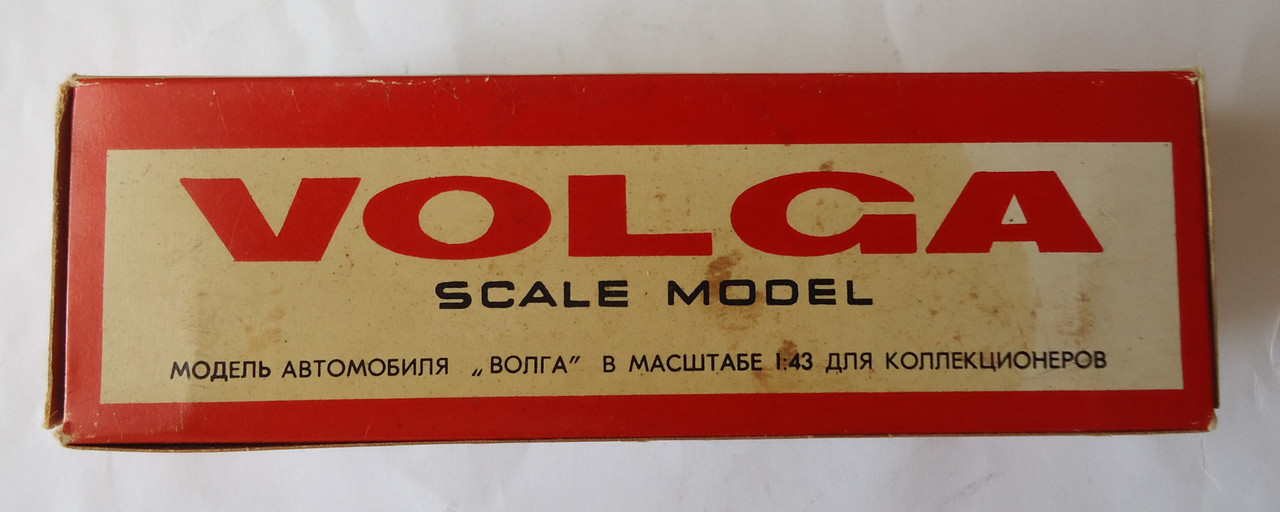 VOLGA
SCALE MODEL
МОДЕЛЬ АВТОМОБИЛЯ „ВОЛГА” В МАСШТАБЕ 1:43 ДЛЯ КОЛЛЕКЦИОНЕРОВ